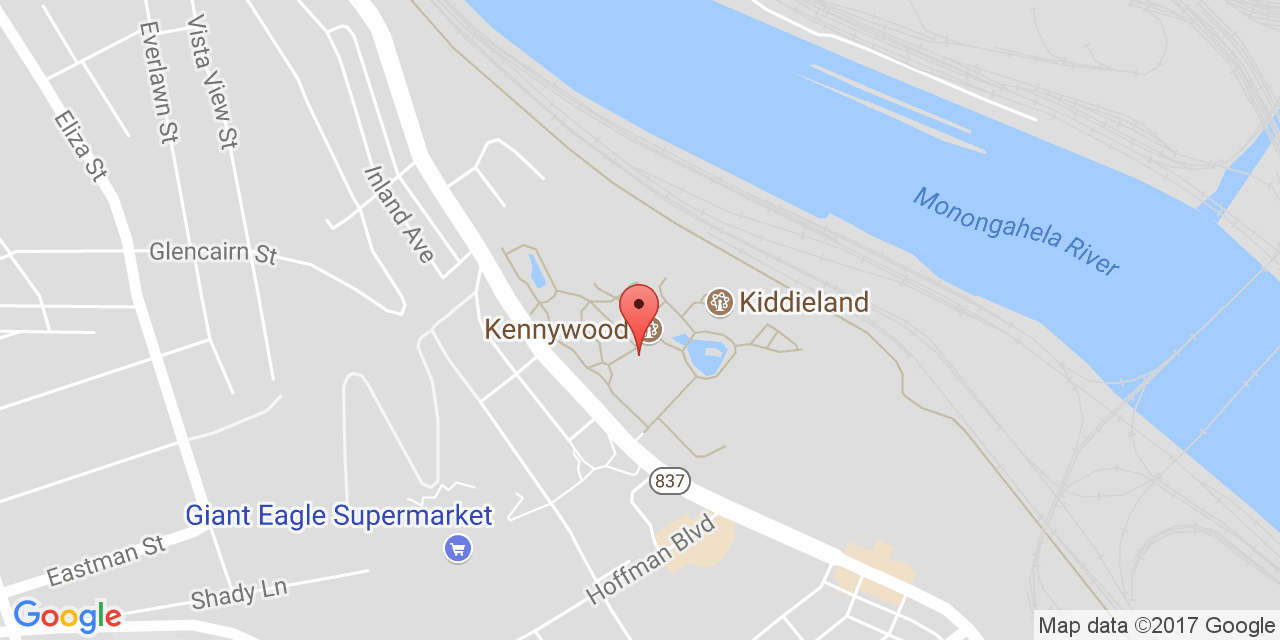 Everlawn St
Vista View St
Eliza St
Inland Ave
Glencairn St
Monongahela River
Kiddieland
Kennywood
837
Giant Eagle Supermarket
Hoffman Blvd
Eastman St
Shady Ln
Google
Map data ©2017 Google